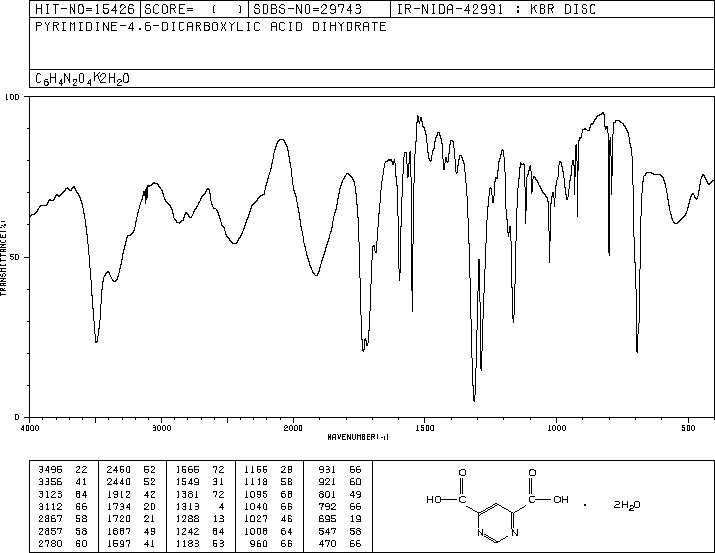 HIT-NO=15426 SCORE= ( ) SDBS-NO=29743 IR-NIDA-42991 : KBR DISC
PYRIMIDINE-4,6-DICARBOXYLIC ACID DIHYDRATE
C6H4N2O4·2H2O
100
50
0
TRANSMITTANCE(%)
4000 3000 2000 1500 1000 500
WAVENUMBER(-1)
3495 22 2460 52 1666 72 1166 28 931 66
3356 41 2440 52 1549 31 1118 58 921 60
3123 64 1912 42 1381 72 1095 68 801 49
3112 66 1734 20 1313 4 1040 66 792 66
2867 58 1720 21 1288 13 1027 46 695 19
2857 58 1687 49 1242 64 1008 64 547 58
2780 60 1597 41 1183 53 960 66 470 66
O O
HO OH
N N
· 2H2O